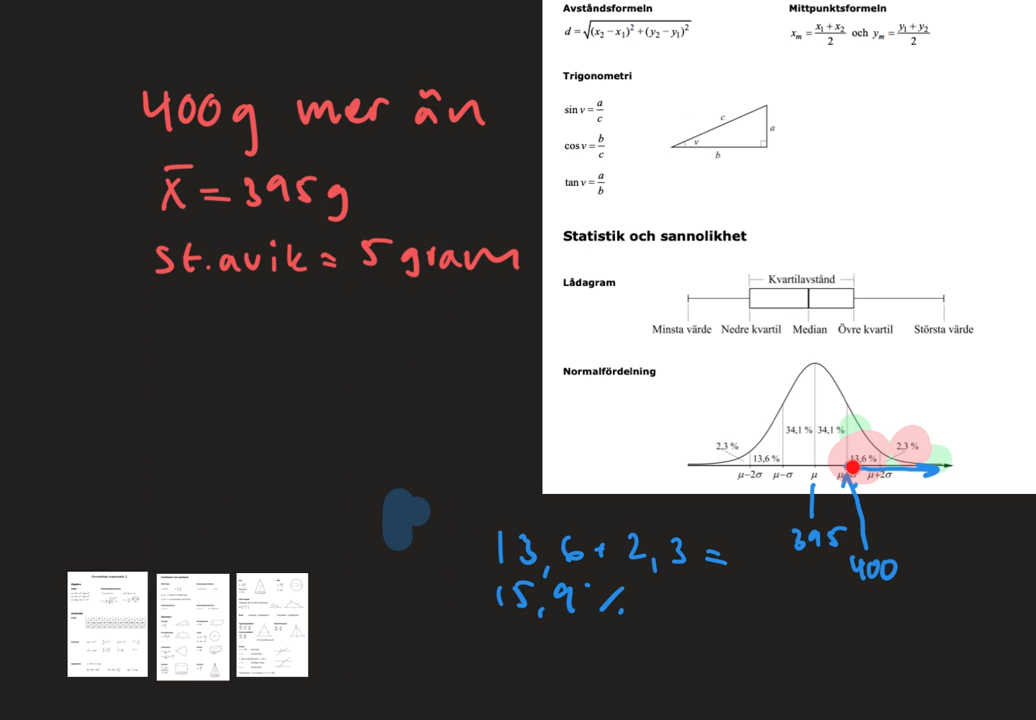 400g mer än
x̄ = 395g
st.avik = 5 gram
Avståndsformeln
d = √(x₂ − x₁)² + (y₂ − y₁)²
Mittpunktsformeln
xₘ = (x₁ + x₂)/2 och yₘ = (y₁ + y₂)/2
Trigonometri
sin v = a/c
cos v = b/c
tan v = a/b
c
a
v
b
Statistik och sannolikhet
Lådagram
Kvartilavstånd
Minsta värde Nedre kvartil Median Övre kvartil Största värde
Normalfördelning
34,1 % 34,1 %
2,3 % 2,3 %
13,6 % 13,6 %
μ−2σ μ−σ μ μ+2σ
395
400
13,6 + 2,3 =
15,9 %